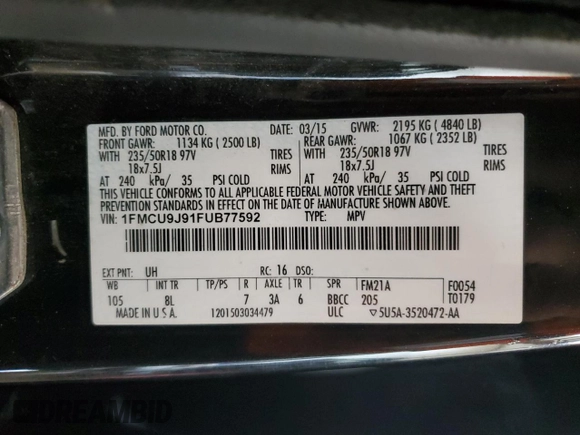 MFD. BY FORD MOTOR CO. 03/15 GVWR: 2195 KG ( 4840 LB)
FRONT GAWR: 1134 KG ( 2500 LB) REAR GAWR: 1067 KG ( 2352 LB)
WITH 235/50R18 97V TIRES WITH 235/50R18 97V TIRES
18x7.5J RIMS 18x7.5J RIMS
AT 240 kPa/ 35 PSI COLD AT 240 kPa/ 35 PSI COLD
THIS VEHICLE CONFORMS TO ALL APPLICABLE FEDERAL MOTOR VEHICLE SAFETY AND THEFT
PREVENTION STANDARDS IN EFFECT ON THE DATE OF MANUFACTURE SHOWN ABOVE.
VIN: 1FMCU9J91FUB77592 TYPE: MPV
EXT PNT: UH RC: 16 DSO:
WB INT TR TP/PS R AXLE TR SPR FM21A F0054
105 8L 7 3A 6 BBCC 205 T0179
MADE IN U.S.A. 1201503034479 ULC 5U5A-3520472-AA
DREAMBID